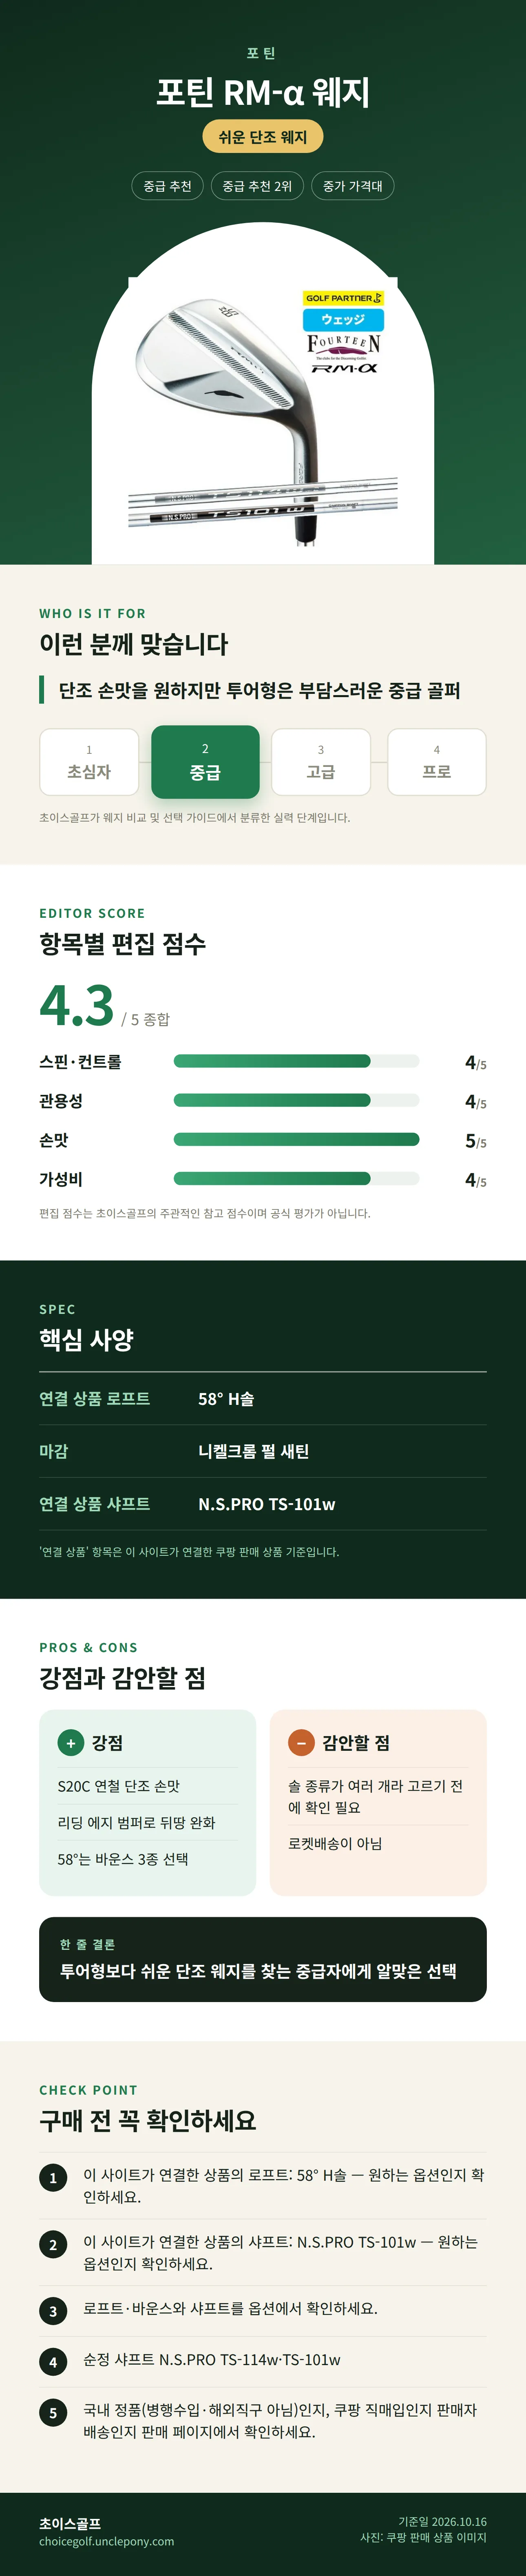 포틴
포틴 RM-α 웨지
쉬운 단조 웨지
중급 추천
중급 추천 2위
중가 가격대
GOLF PARTNER
ウェッジ
FOURTEEN
RM-α
N.S.PRO
N.S.PRO TS101W
WHO IS IT FOR
이런 분께 맞습니다
단조 손맛을 원하지만 투어형은 부담스러운 중급 골퍼
1
초심자
2
중급
3
고급
4
프로
초이스골프가 웨지 비교 및 선택 가이드에서 분류한 실력 단계입니다.
EDITOR SCORE
항목별 편집 점수
4.3 / 5 종합
스핀·컨트롤 4/5
관용성 4/5
손맛 5/5
가성비 4/5
편집 점수는 초이스골프의 주관적인 참고 점수이며 공식 평가가 아닙니다.
SPEC
핵심 사양
연결 상품 로프트 58° H솔
마감 니켈크롬 펄 새틴
연결 상품 샤프트 N.S.PRO TS-101w
'연결 상품' 항목은 이 사이트가 연결한 쿠팡 판매 상품 기준입니다.
PROS & CONS
강점과 감안할 점
+ 강점
S20C 연철 단조 손맛
리딩 에지 범퍼로 뒤땅 완화
58°는 바운스 3종 선택
− 감안할 점
솔 종류가 여러 개라 고르기 전
에 확인 필요
로켓배송이 아님
한 줄 결론
투어형보다 쉬운 단조 웨지를 찾는 중급자에게 알맞은 선택
CHECK POINT
구매 전 꼭 확인하세요
1 이 사이트가 연결한 상품의 로프트: 58° H솔 — 원하는 옵션인지 확
인하세요.
2 이 사이트가 연결한 상품의 샤프트: N.S.PRO TS-101w — 원하는
옵션인지 확인하세요.
3 로프트·바운스와 샤프트를 옵션에서 확인하세요.
4 순정 샤프트 N.S.PRO TS-114w·TS-101w
5 국내 정품(병행수입·해외직구 아님)인지, 쿠팡 직매입인지 판매자
배송인지 판매 페이지에서 확인하세요.
초이스골프
choicegolf.unclepony.com
기준일 2026.10.16
사진: 쿠팡 판매 상품 이미지